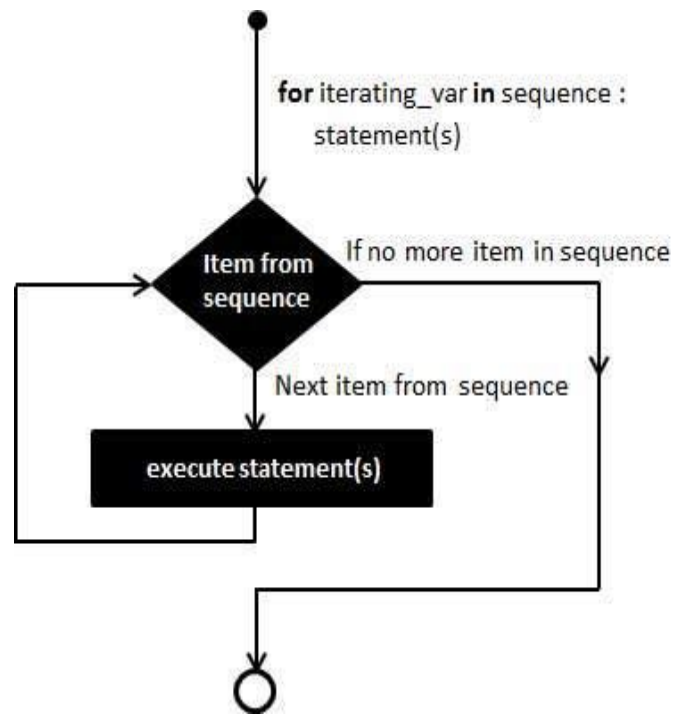 for iterating_var in sequence :
statement(s)
If no more item in sequence
Item from
sequence
Next item from sequence
execute statement(s)